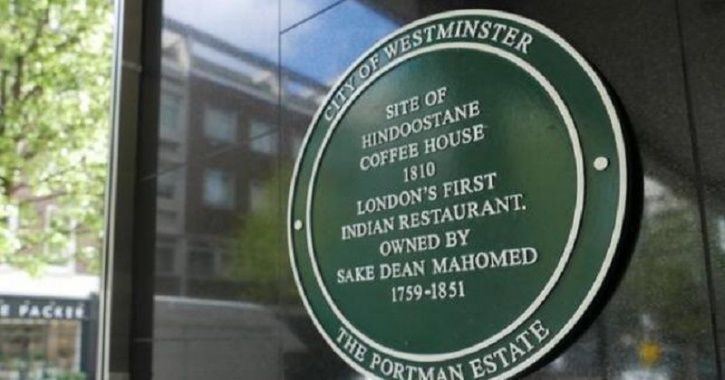 CITY OF WESTMINSTER
SITE OF
HINDOOSTANE
COFFEE HOUSE
1810
LONDON'S FIRST
INDIAN RESTAURANT.
OWNED BY
SAKE DEAN MAHOMED
1759-1851
THE PORTMAN ESTATE
PACKER